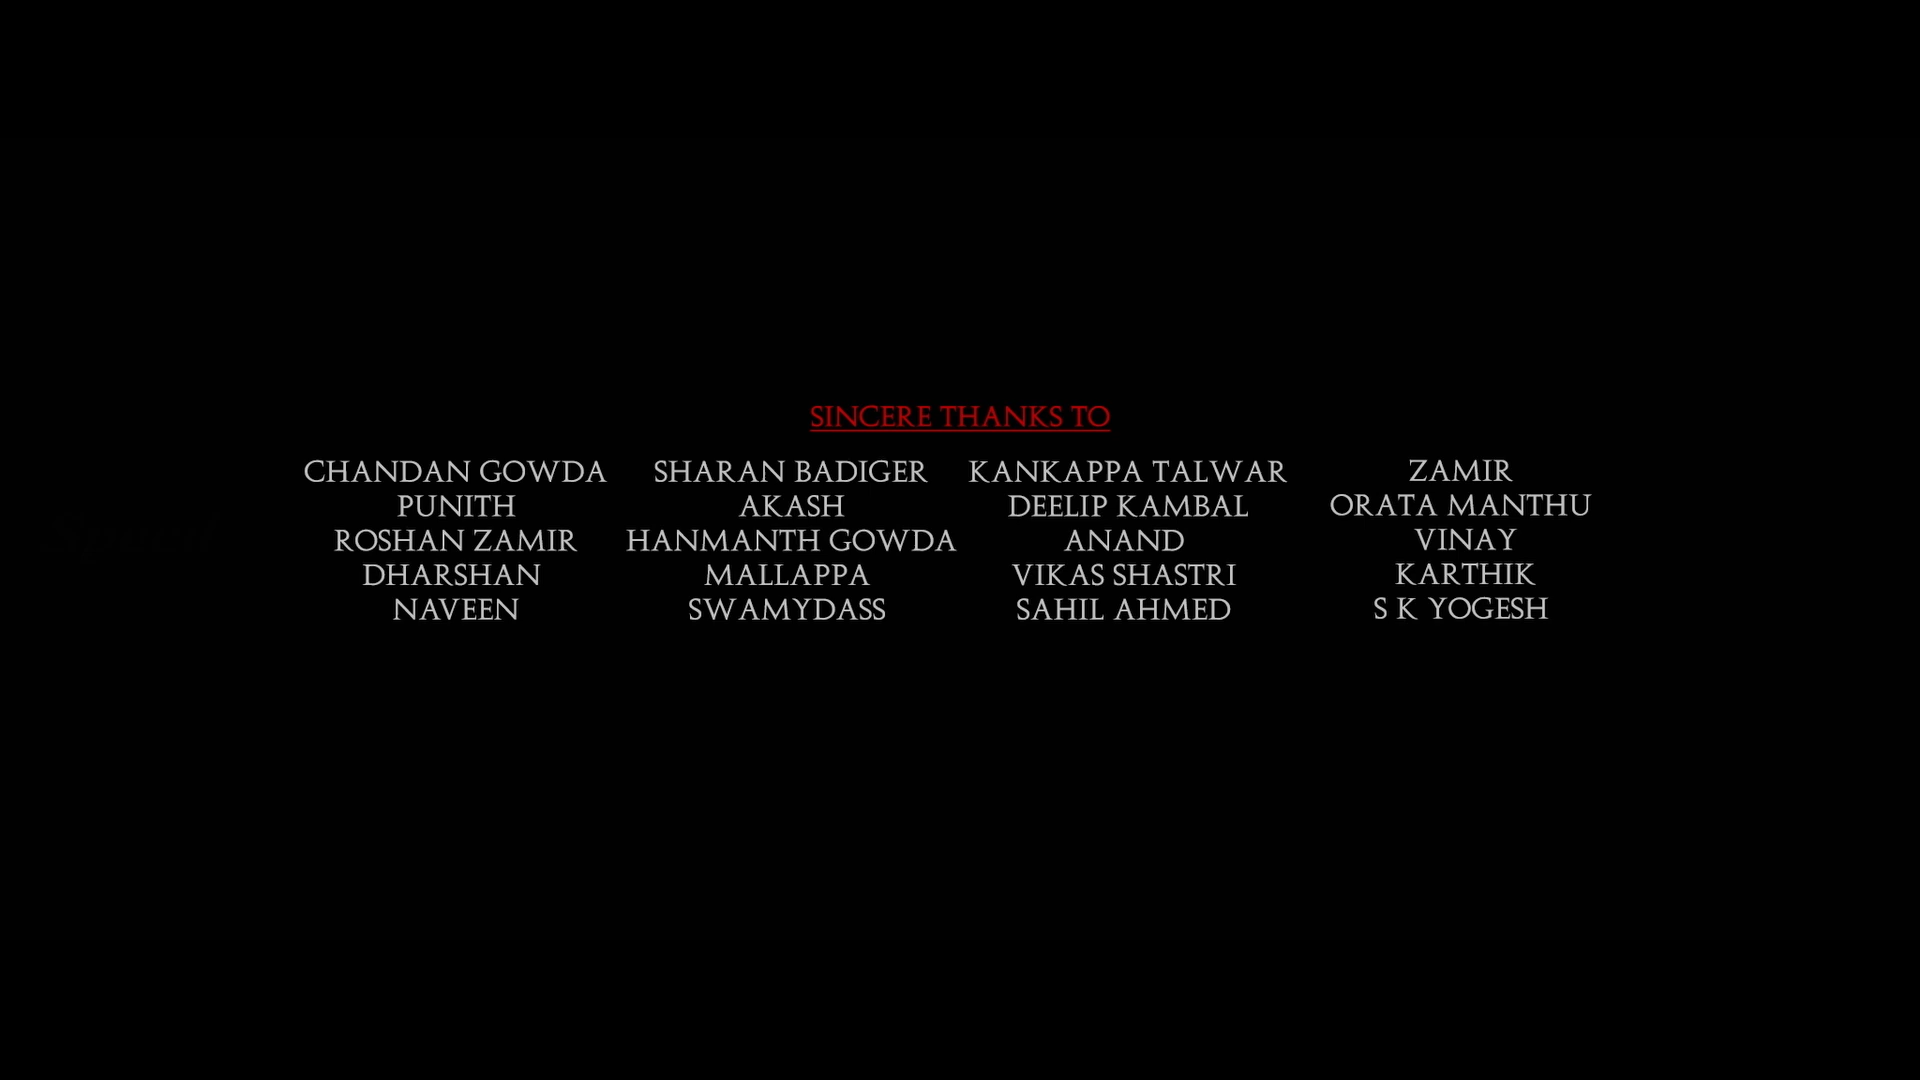 SINCERE THANKS TO
CHANDAN GOWDA SHARAN BADIGER KANKAPPA TALWAR ZAMIR
PUNITH AKASH DEELIP KAMBAL ORATA MANTHU
ROSHAN ZAMIR HANMANTH GOWDA ANAND VINAY
DHARSHAN MALLAPPA VIKAS SHASTRI KARTHIK
NAVEEN SWAMYDASS SAHIL AHMED S K YOGESH